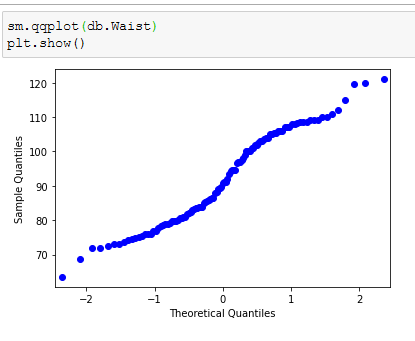 sm.qqplot(db.Waist)
plt.show()
120
110
100
90
80
70
Sample Quantiles
−2 −1 0 1 2
Theoretical Quantiles